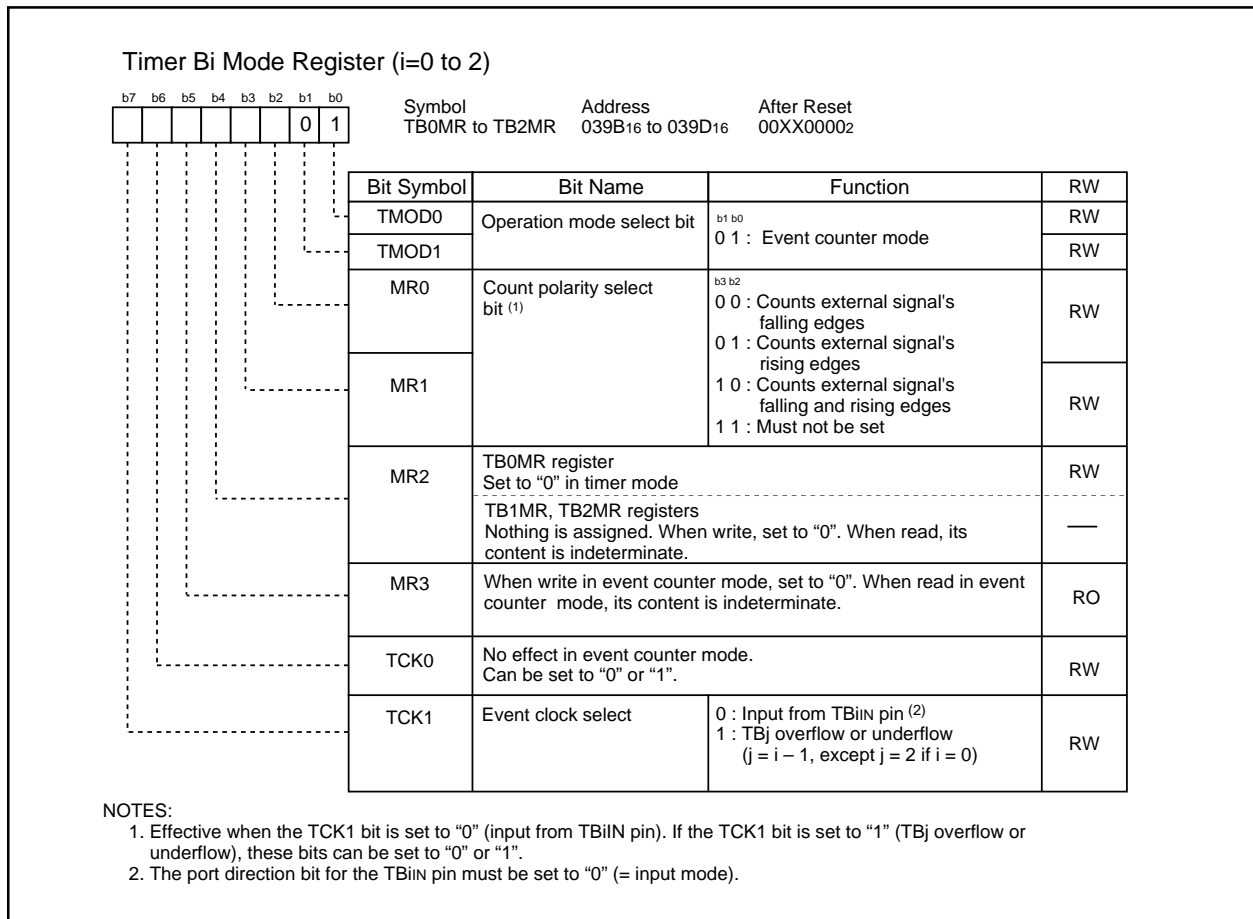 Timer Bi Mode Register (i=0 to 2)
b7 b6 b5 b4 b3 b2 b1 b0
0 1
Symbol Address After Reset
TB0MR to TB2MR 039B16 to 039D16 00XX00002
Bit Symbol Bit Name Function RW
TMOD0 Operation mode select bit b1 b0 RW
0 1 : Event counter mode
TMOD1 RW
MR0 Count polarity select b3 b2 RW
bit (1) 0 0 : Counts external signal's
falling edges
0 1 : Counts external signal's
rising edges
MR1 1 0 : Counts external signal's RW
falling and rising edges
1 1 : Must not be set
MR2 TB0MR register RW
Set to “0” in timer mode
TB1MR, TB2MR registers
Nothing is assigned. When write, set to “0”. When read, its —
content is indeterminate.
MR3 When write in event counter mode, set to “0”. When read in event RO
counter mode, its content is indeterminate.
TCK0 No effect in event counter mode. RW
Can be set to “0” or “1”.
TCK1 Event clock select 0 : Input from TBiIN pin (2) RW
1 : TBj overflow or underflow
(j = i – 1, except j = 2 if i = 0)
NOTES:
1. Effective when the TCK1 bit is set to “0” (input from TBiIN pin). If the TCK1 bit is set to “1” (TBj overflow or
underflow), these bits can be set to “0” or “1”.
2. The port direction bit for the TBiIN pin must be set to “0” (= input mode).